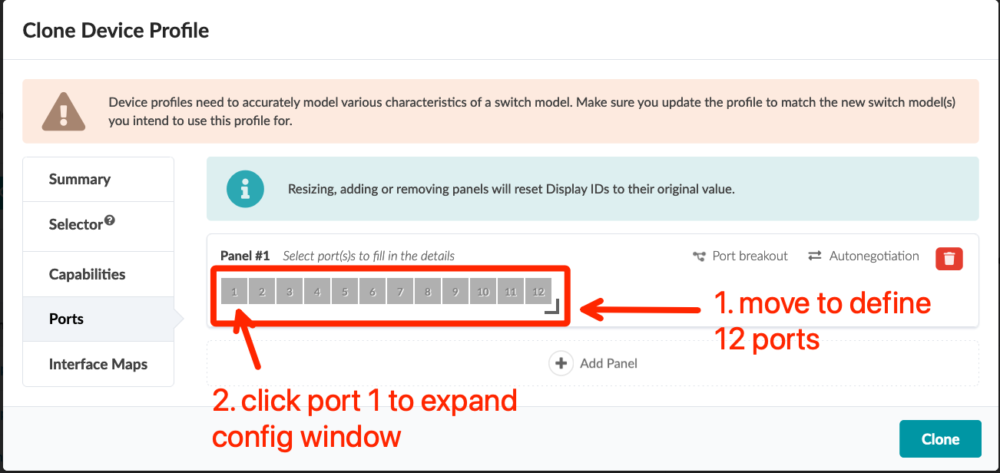 Clone Device Profile
Device profiles need to accurately model various characteristics of a switch model. Make sure you update the profile to match the new switch model(s)
you intend to use this profile for.
Summary
Selector
Capabilities
Ports
Interface Maps
Resizing, adding or removing panels will reset Display IDs to their original value.
Panel #1 Select port(s)s to fill in the details Port breakout Autonegotiation
1 2 3 4 5 6 7 8 9 10 11 12
1. move to define
12 ports
Add Panel
2. click port 1 to expand
config window
Clone